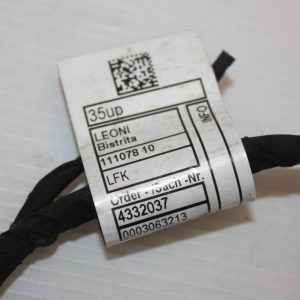 35up
LEONI
Bistrita
111078 10
LFK
INFO
Order - /Sach -Nr.
4332037
0003063213